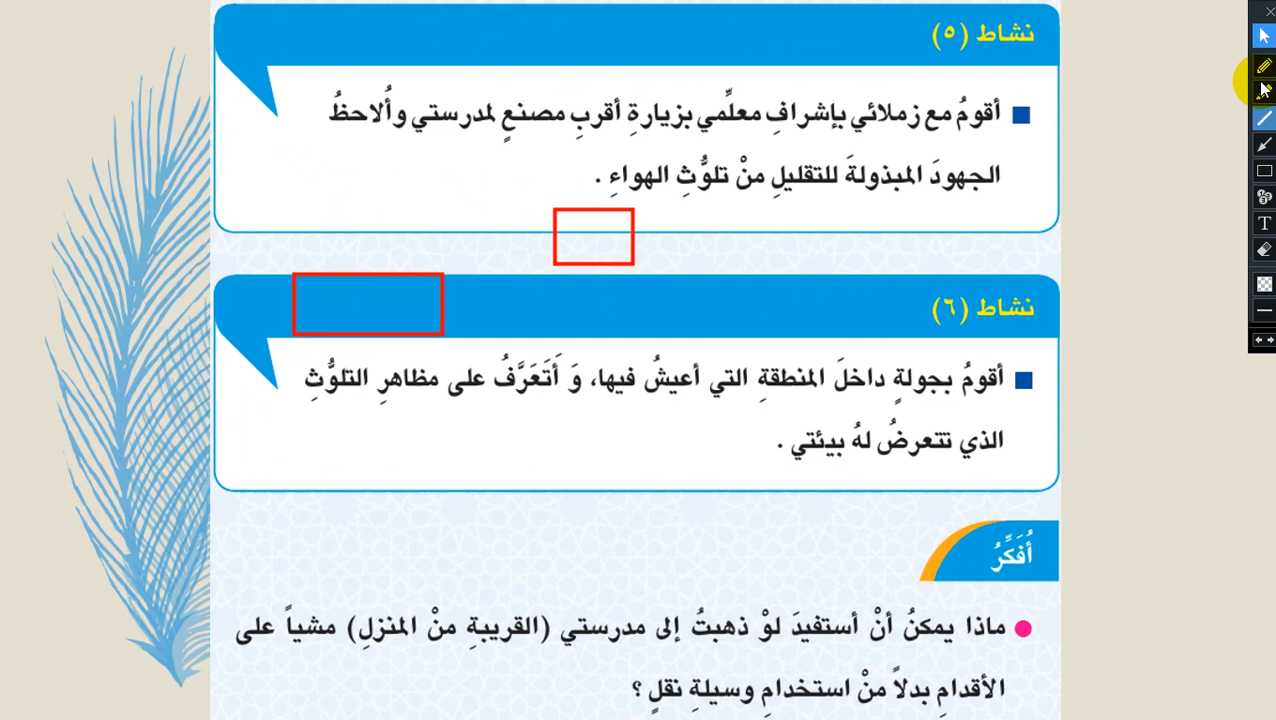 نشاط (٥)
أقومُ مع زملائي بإشرافِ معلِّمي بزيارةِ أقربِ مصنعٍ لمدرستي وأُلاحظُ
الجهودَ المبذولةَ للتقليلِ منْ تلوُّثِ الهواءِ .
نشاط (٦)
أقومُ بجولةٍ داخلَ المنطقةِ التي أعيشُ فيها، وَ أَتَعَرَّفُ على مظاهرِ التلوُّثِ
الذي تتعرضُ لهُ بيئتي .
أُفَكِّرُ
ماذا يمكنُ أنْ أستفيدَ لوْ ذهبتُ إلى مدرستي (القريبةِ منْ المنزلِ) مشياً على
الأقدامِ بدلاً منْ استخدامِ وسيلةِ نقلٍ ؟
T